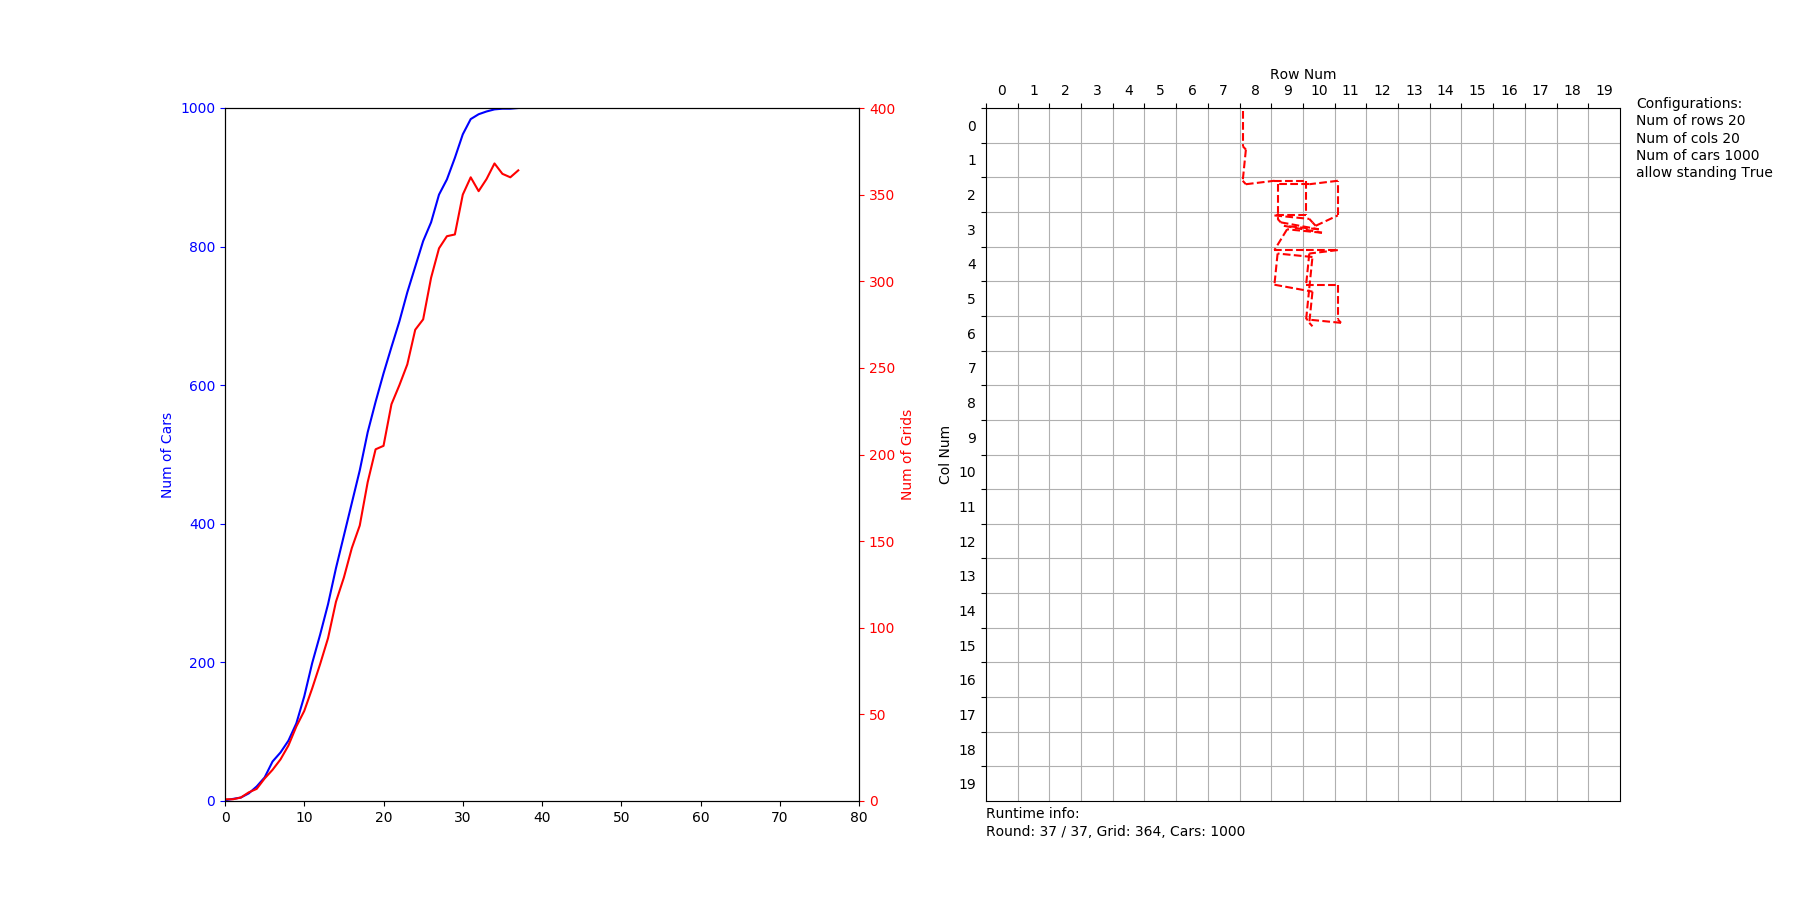 1000
800
600
400
200
0
Num of Cars
0 10 20 30 40 50 60 70 80
400
350
300
250
200
150
100
50
0
Num of Grids
Row Num
0 1 2 3 4 5 6 7 8 9 10 11 12 13 14 15 16 17 18 19
Col Num
0
1
2
3
4
5
6
7
8
9
10
11
12
13
14
15
16
17
18
19
Configurations:
Num of rows 20
Num of cols 20
Num of cars 1000
allow standing True
Runtime info:
Round: 37 / 37, Grid: 364, Cars: 1000